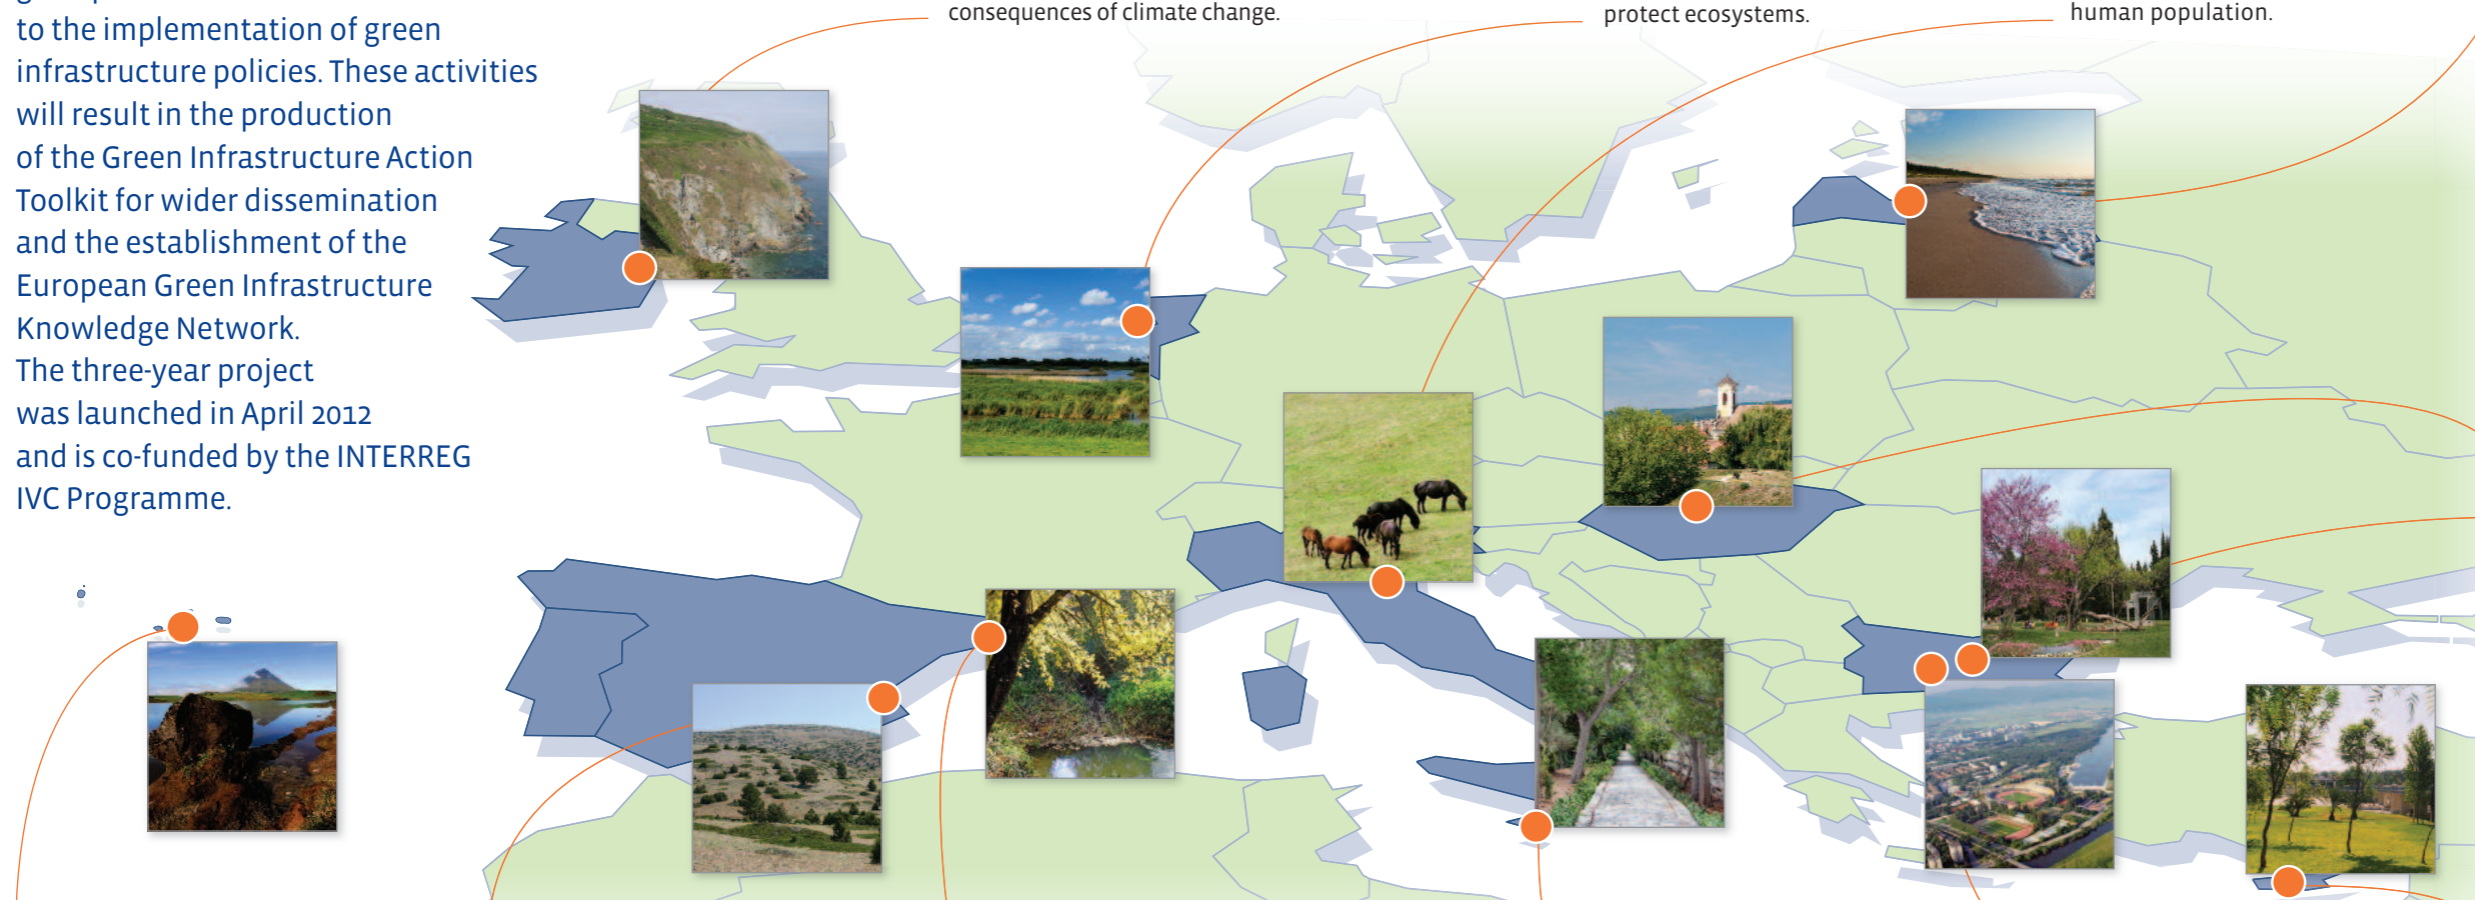 to the implementation of green
infrastructure policies. These activities
will result in the production
of the Green Infrastructure Action
Toolkit for wider dissemination
and the establishment of the
European Green Infrastructure
Knowledge Network.
The three-year project
was launched in April 2012
and is co-funded by the INTERREG
IVC Programme.
consequences of climate change.
protect ecosystems.
human population.